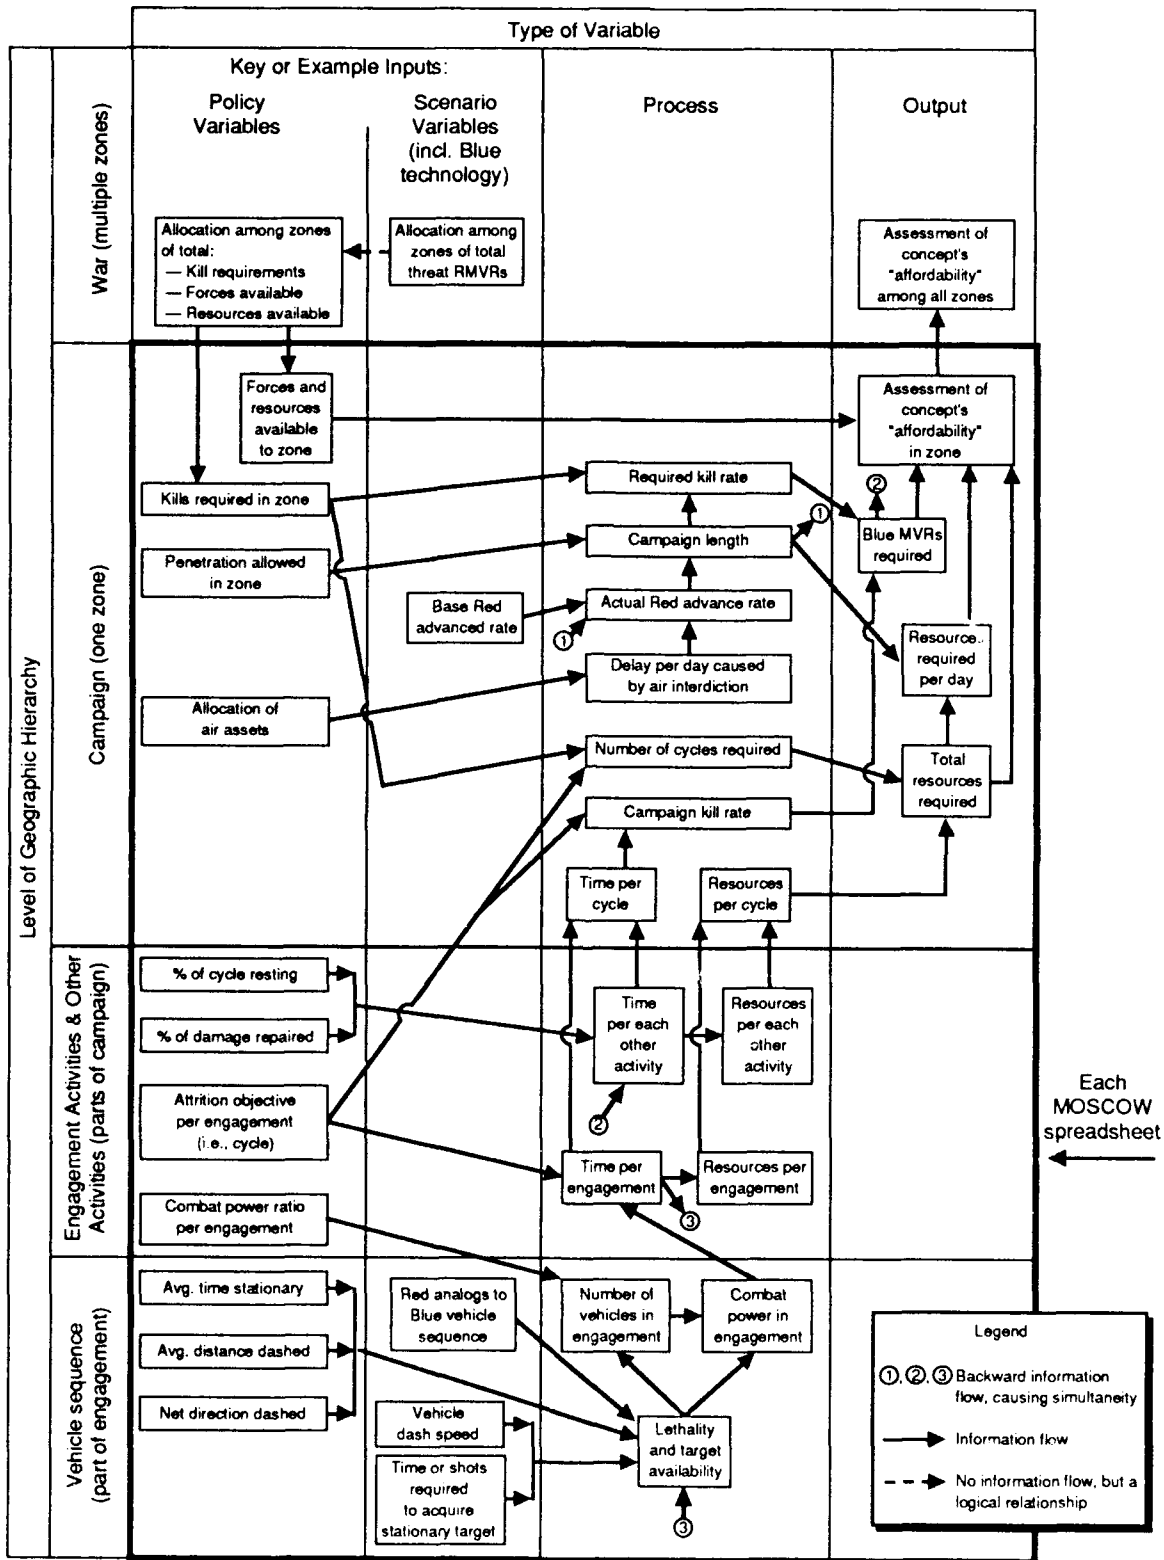 Type of Variable
Key or Example Inputs:
Policy
Variables
Scenario
Variables
(incl. Blue
technology)
Process
Output
Level of Geographic Hierarchy
War (multiple zones)
Allocation among zones
of total:
— Kill requirements
— Forces available
— Resources available
Allocation among
zones of total
threat RMVRs
Assessment of
concept's
"affordability"
among all zones
Campaign (one zone)
Forces and
resources
available
to zone
Assessment of
concept's
"affordability"
in zone
Kills required in zone
Required kill rate
2
1
Penetration allowed
in zone
Campaign length
Blue MVRs
required
Base Red
advanced rate
Actual Red advance rate
1
Resource..
required
per day
Delay per day caused
by air interdiction
Allocation of
air assets
Number of cycles required
Total
resources
required
Campaign kill rate
Time per
cycle
Resources
per cycle
Engagement Activities & Other
Activities (parts of campaign)
% of cycle resting
% of damage repaired
Time
per each
other
activity
Resources
per each
other
activity
2
Attrition objective
per engagement
(i.e., cycle)
Time per
engagement
Resources per
engagement
3
Combat power ratio
per engagement
Each
MOSCOW
spreadsheet
Vehicle sequence
(part of engagement)
Avg. time stationary
Avg. distance dashed
Net direction dashed
Red analogs to
Blue vehicle
sequence
Number of
vehicles in
engagement
Combat
power in
engagement
Vehicle
dash speed
Time or shots
required
to acquire
stationary target
Lethality
and target
availability
3
Legend
1, 2, 3 Backward information
flow, causing simultaneity
Information flow
No information flow, but a
logical relationship